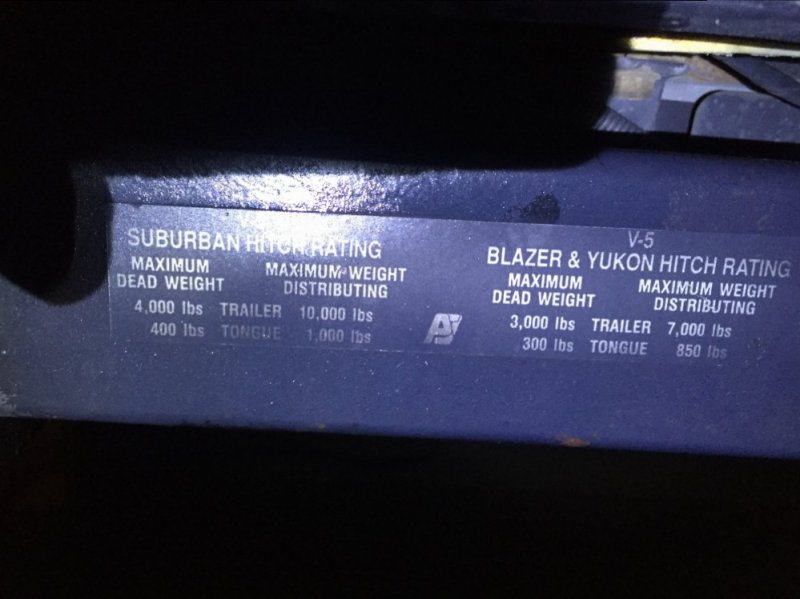 SUBURBAN HITCH RATING
MAXIMUM DEAD WEIGHT
MAXIMUM WEIGHT DISTRIBUTING
4,000 lbs TRAILER 10,000 lbs
400 lbs TONGUE 1,000 lbs
V-5
BLAZER & YUKON HITCH RATING
MAXIMUM DEAD WEIGHT
MAXIMUM WEIGHT DISTRIBUTING
3,000 lbs TRAILER 7,000 lbs
300 lbs TONGUE 850 lbs